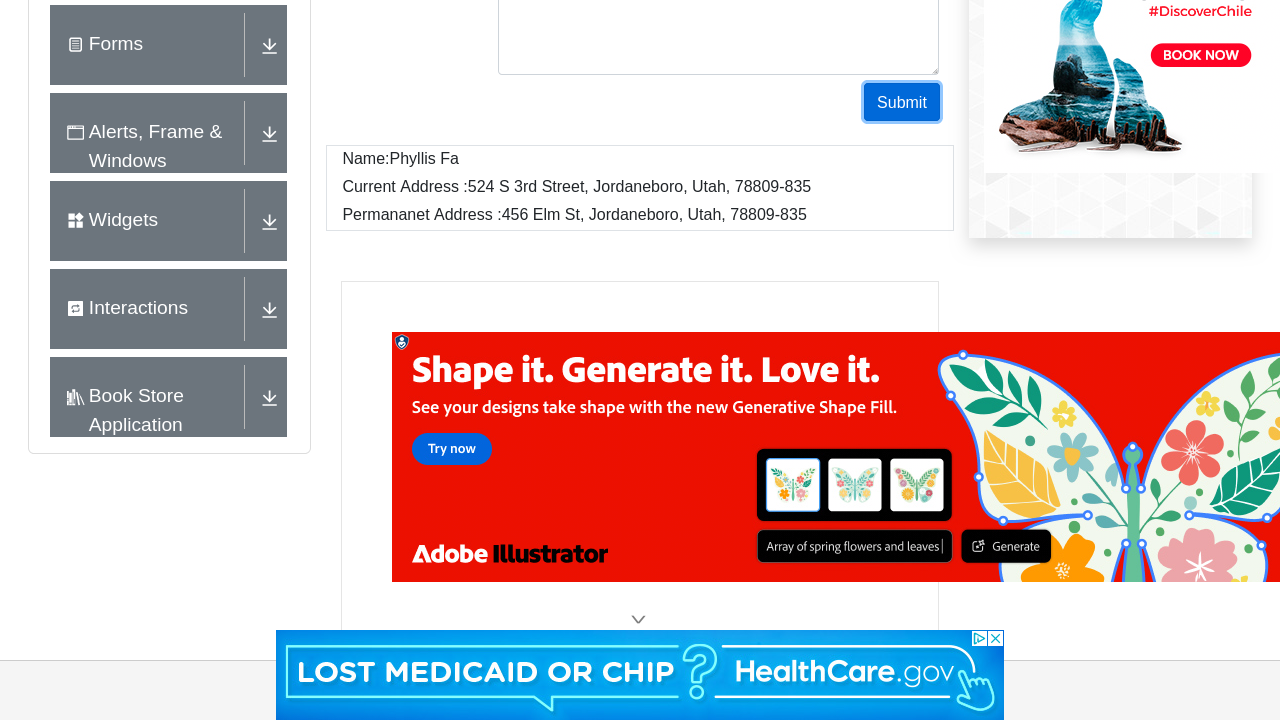 #DiscoverChile
Forms
BOOK NOW
Submit
Alerts, Frame &
Windows
Name:Phyllis Fa
Current Address :524 S 3rd Street, Jordaneboro, Utah, 78809-835
Permananet Address :456 Elm St, Jordaneboro, Utah, 78809-835
Widgets
Interactions
Book Store
Application
Shape it. Generate it. Love it.
See your designs take shape with the new Generative Shape Fill.
Try now
Array of spring flowers and leaves
Generate
Adobe Illustrator
LOST MEDICAID OR CHIP ? HealthCare.gov